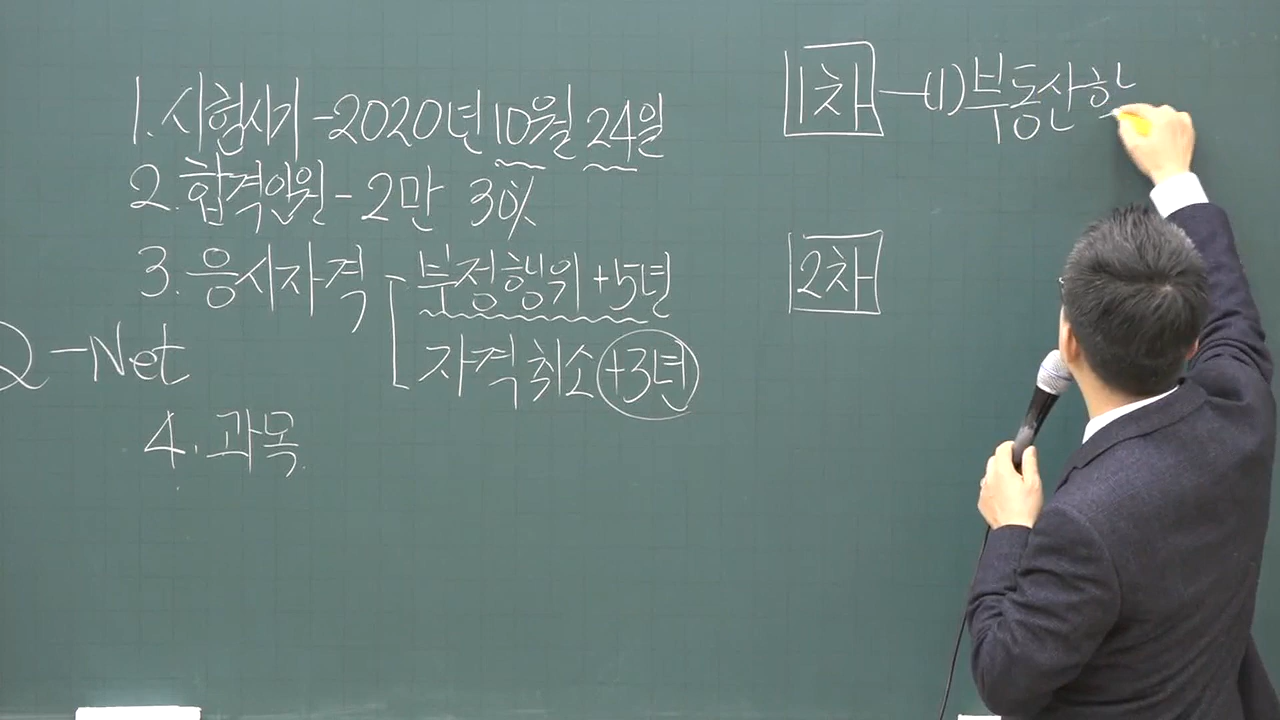 1. 시험시기 - 2020년 10월 24일
2. 합격인원 - 2만 30%
3. 응시자격 부정행위 +5년
자격취소 +3년
Q-Net
4. 과목
1차 - (1) 부동산하
2차